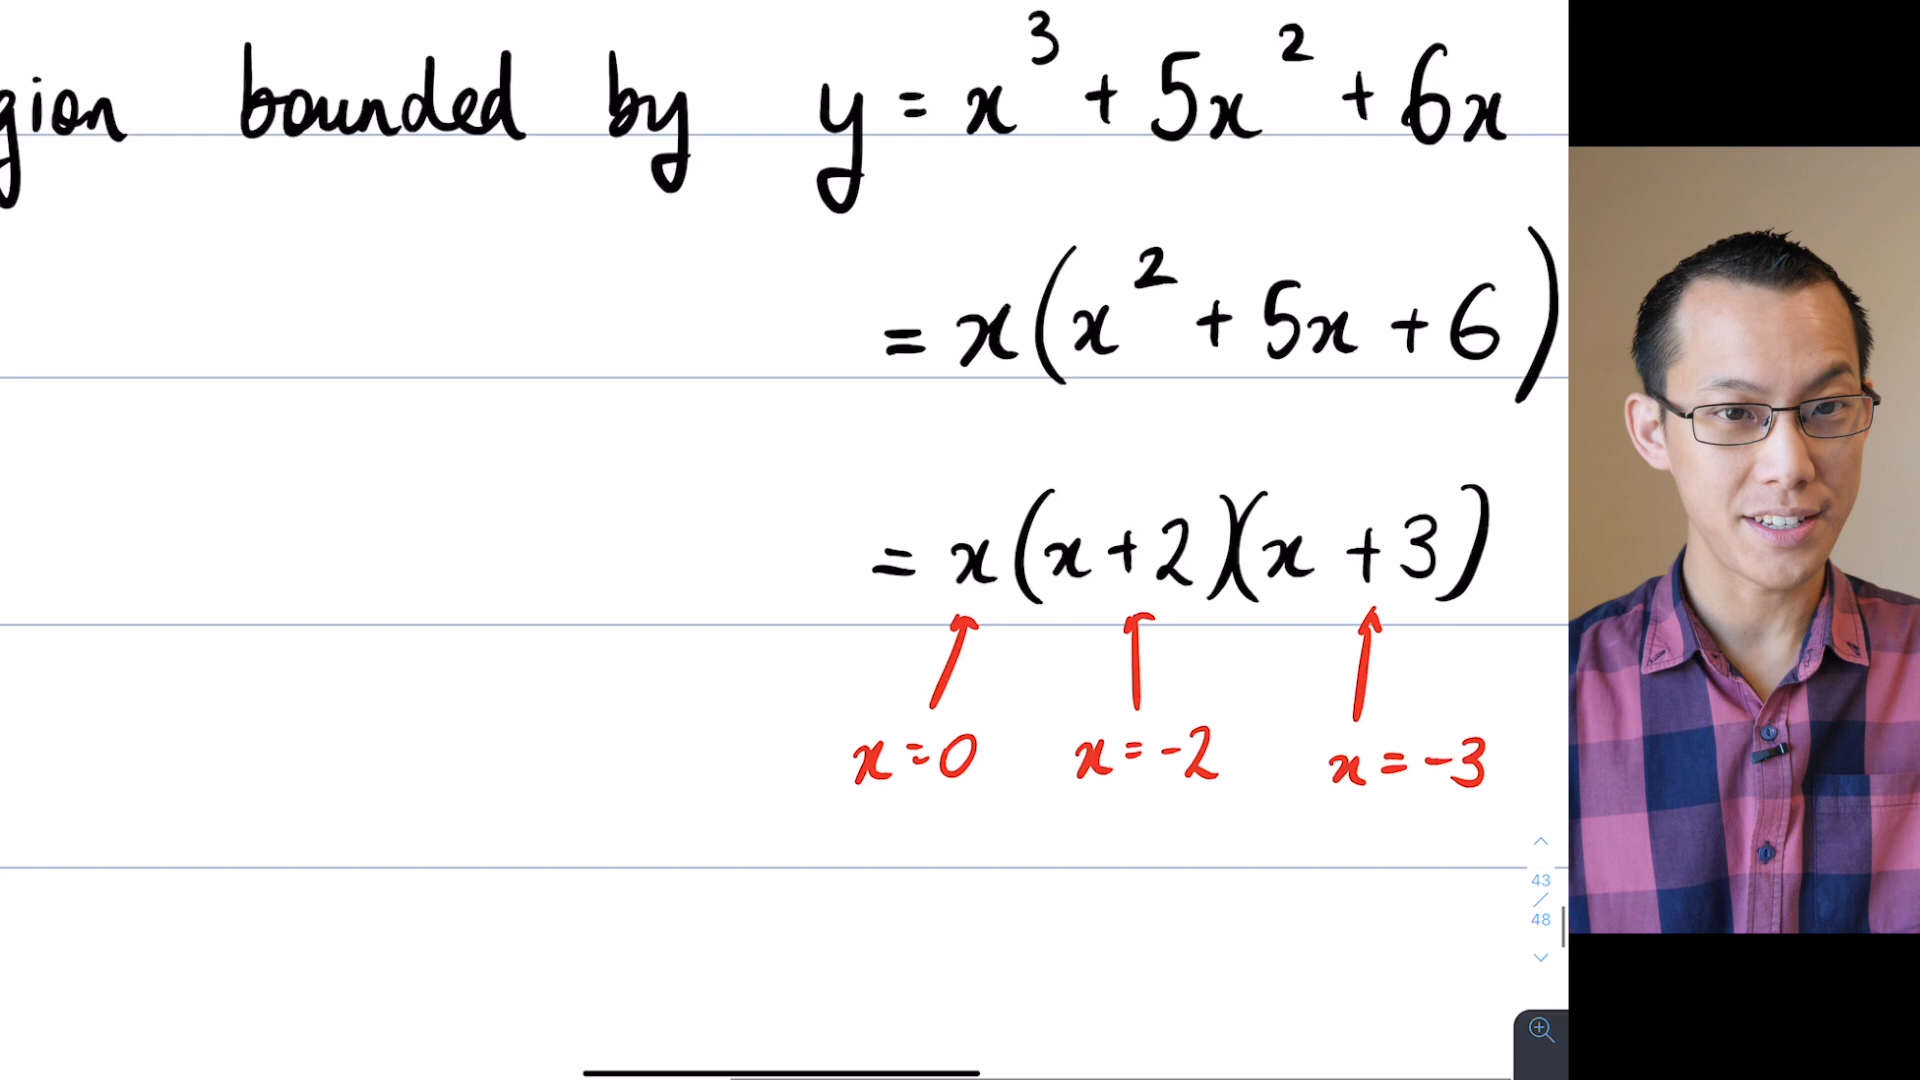 gion bounded by y = x³ + 5x² + 6x
= x(x² + 5x + 6)
= x(x+2)(x+3)
x=0 x=-2 x=-3
43
/
48